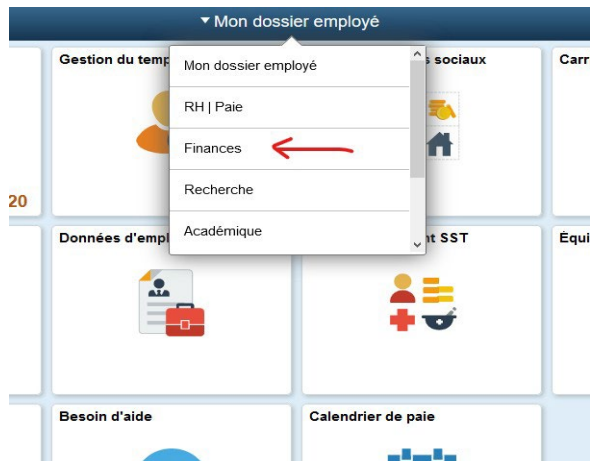 Mon dossier employé
Gestion du temp
sociaux
Carr
Mon dossier employé
RH | Paie
Finances
Recherche
Académique
20
Données d'empl
nt SST
Équi
Besoin d'aide
Calendrier de paie